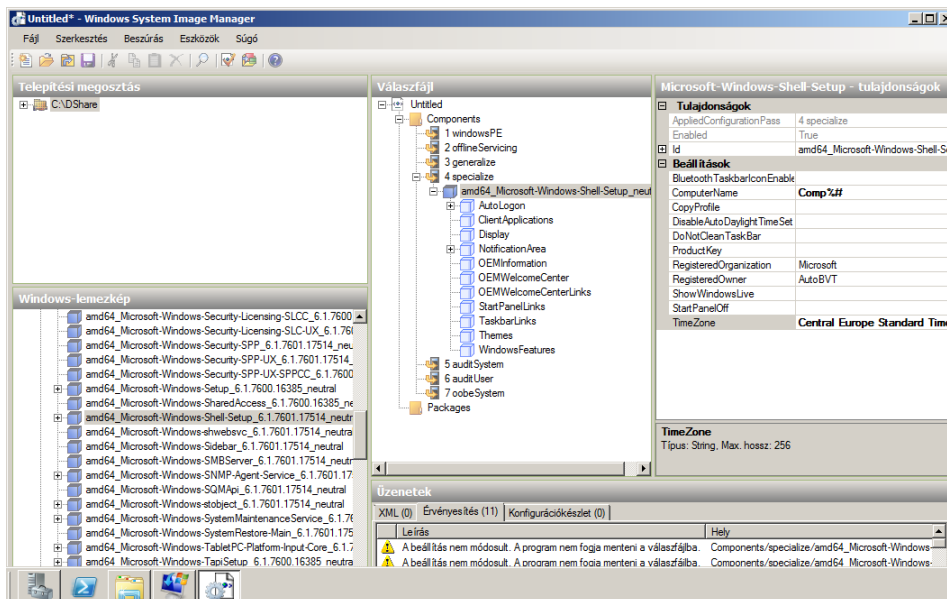 Untitled* - Windows System Image Manager
Fájl Szerkesztés Beszúrás Eszközök Súgó
Telepítési megosztás
C:\DShare
Windows-lemezkép
amd64_Microsoft-Windows-Security-Licensing-SLCC_6.1.7600
amd64_Microsoft-Windows-Security-Licensing-SLC-UX_6.1.760
amd64_Microsoft-Windows-Security-SPP_6.1.7601.17514_neu
amd64_Microsoft-Windows-Security-SPP-UX_6.1.7601.17514_
amd64_Microsoft-Windows-Security-SPP-UX-SPPCC_6.1.7600
amd64_Microsoft-Windows-Setup_6.1.7600.16385_neutral
amd64_Microsoft-Windows-SharedAccess_6.1.7600.16385_ne
amd64_Microsoft-Windows-Shell-Setup_6.1.7601.17514_neutr
amd64_Microsoft-Windows-shwebsvc_6.1.7601.17514_neutra
amd64_Microsoft-Windows-Sidebar_6.1.7601.17514_neutral
amd64_Microsoft-Windows-SMBServer_6.1.7601.17514_neutr
amd64_Microsoft-Windows-SNMP-Agent-Service_6.1.7601.17
amd64_Microsoft-Windows-SQMApi_6.1.7601.17514_neutral
amd64_Microsoft-Windows-stobject_6.1.7601.17514_neutral
amd64_Microsoft-Windows-SystemMaintenanceService_6.1.76
amd64_Microsoft-Windows-SystemRestore-Main_6.1.7601.175
amd64_Microsoft-Windows-TabletPC-Platform-Input-Core_6.1.7
amd64_Microsoft-Windows-TapiSetup_6.1.7600.16385_neutra
Válaszfájl
Untitled
Components
1 windowsPE
2 offlineServicing
3 generalize
4 specialize
amd64_Microsoft-Windows-Shell-Setup_neut
AutoLogon
ClientApplications
Display
NotificationArea
OEMInformation
OEMWelcomeCenter
OEMWelcomeCenterLinks
StartPanelLinks
TaskbarLinks
Themes
WindowsFeatures
5 auditSystem
6 auditUser
7 oobeSystem
Packages
Microsoft-Windows-Shell-Setup - tulajdonságok
Tulajdonságok
AppliedConfigurationPass 4 specialize
Enabled True
Id amd64_Microsoft-Windows-Shell-S
Beállítások
BluetoothTaskbarIconEnable
ComputerName Comp%#
CopyProfile
DisableAutoDaylightTimeSet
DoNotCleanTaskBar
ProductKey
RegisteredOrganization Microsoft
RegisteredOwner AutoBVT
ShowWindowsLive
StartPanelOff
TimeZone Central Europe Standard Time
TimeZone
Típus: String, Max. hossz: 256
Üzenetek
XML (0) Érvényesítés (11) Konfigurációkészlet (0)
Leírás Hely
A beállítás nem módosult. A program nem fogja menteni a válaszfájlba. Components/specialize/amd64_Microsoft-Windows-
A beállítás nem módosult. A program nem fogja menteni a válaszfájlba. Components/specialize/amd64_Microsoft-Windows-